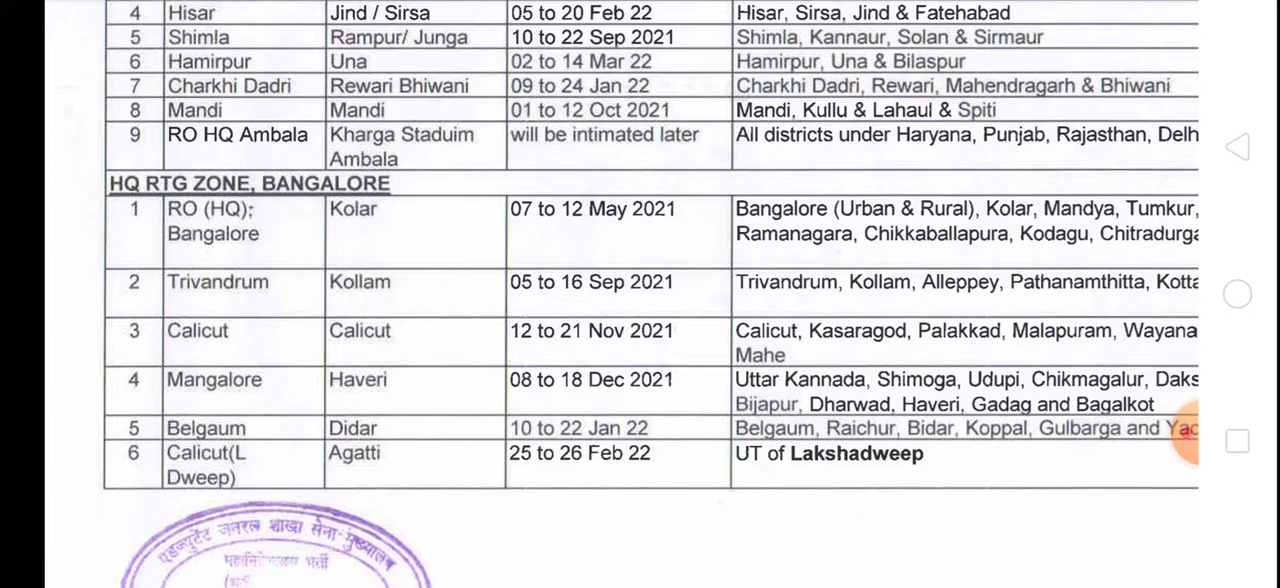 4 Hisar Jind / Sirsa 05 to 20 Feb 22 Hisar, Sirsa, Jind & Fatehabad
5 Shimla Rampur/ Junga 10 to 22 Sep 2021 Shimla, Kannaur, Solan & Sirmaur
6 Hamirpur Una 02 to 14 Mar 22 Hamirpur, Una & Bilaspur
7 Charkhi Dadri Rewari Bhiwani 09 to 24 Jan 22 Charkhi Dadri, Rewari, Mahendragarh & Bhiwani
8 Mandi Mandi 01 to 12 Oct 2021 Mandi, Kullu & Lahaul & Spiti
9 RO HQ Ambala Kharga Staduim will be intimated later All districts under Haryana, Punjab, Rajasthan, Delh
Ambala
HQ RTG ZONE, BANGALORE
1 RO (HQ); Kolar 07 to 12 May 2021 Bangalore (Urban & Rural), Kolar, Mandya, Tumkur,
Bangalore Ramanagara, Chikkaballapura, Kodagu, Chitradurga
2 Trivandrum Kollam 05 to 16 Sep 2021 Trivandrum, Kollam, Alleppey, Pathanamthitta, Kotta
3 Calicut Calicut 12 to 21 Nov 2021 Calicut, Kasaragod, Palakkad, Malapuram, Wayana
Mahe
4 Mangalore Haveri 08 to 18 Dec 2021 Uttar Kannada, Shimoga, Udupi, Chikmagalur, Daks
Bijapur, Dharwad, Haveri, Gadag and Bagalkot
5 Belgaum Didar 10 to 22 Jan 22 Belgaum, Raichur, Bidar, Koppal, Gulbarga and Yad
6 Calicut(L Agatti 25 to 26 Feb 22 UT of Lakshadweep
Dweep)
एडज्युटेंट जनरल शाखा सेना मुख्यालय
भर्ती